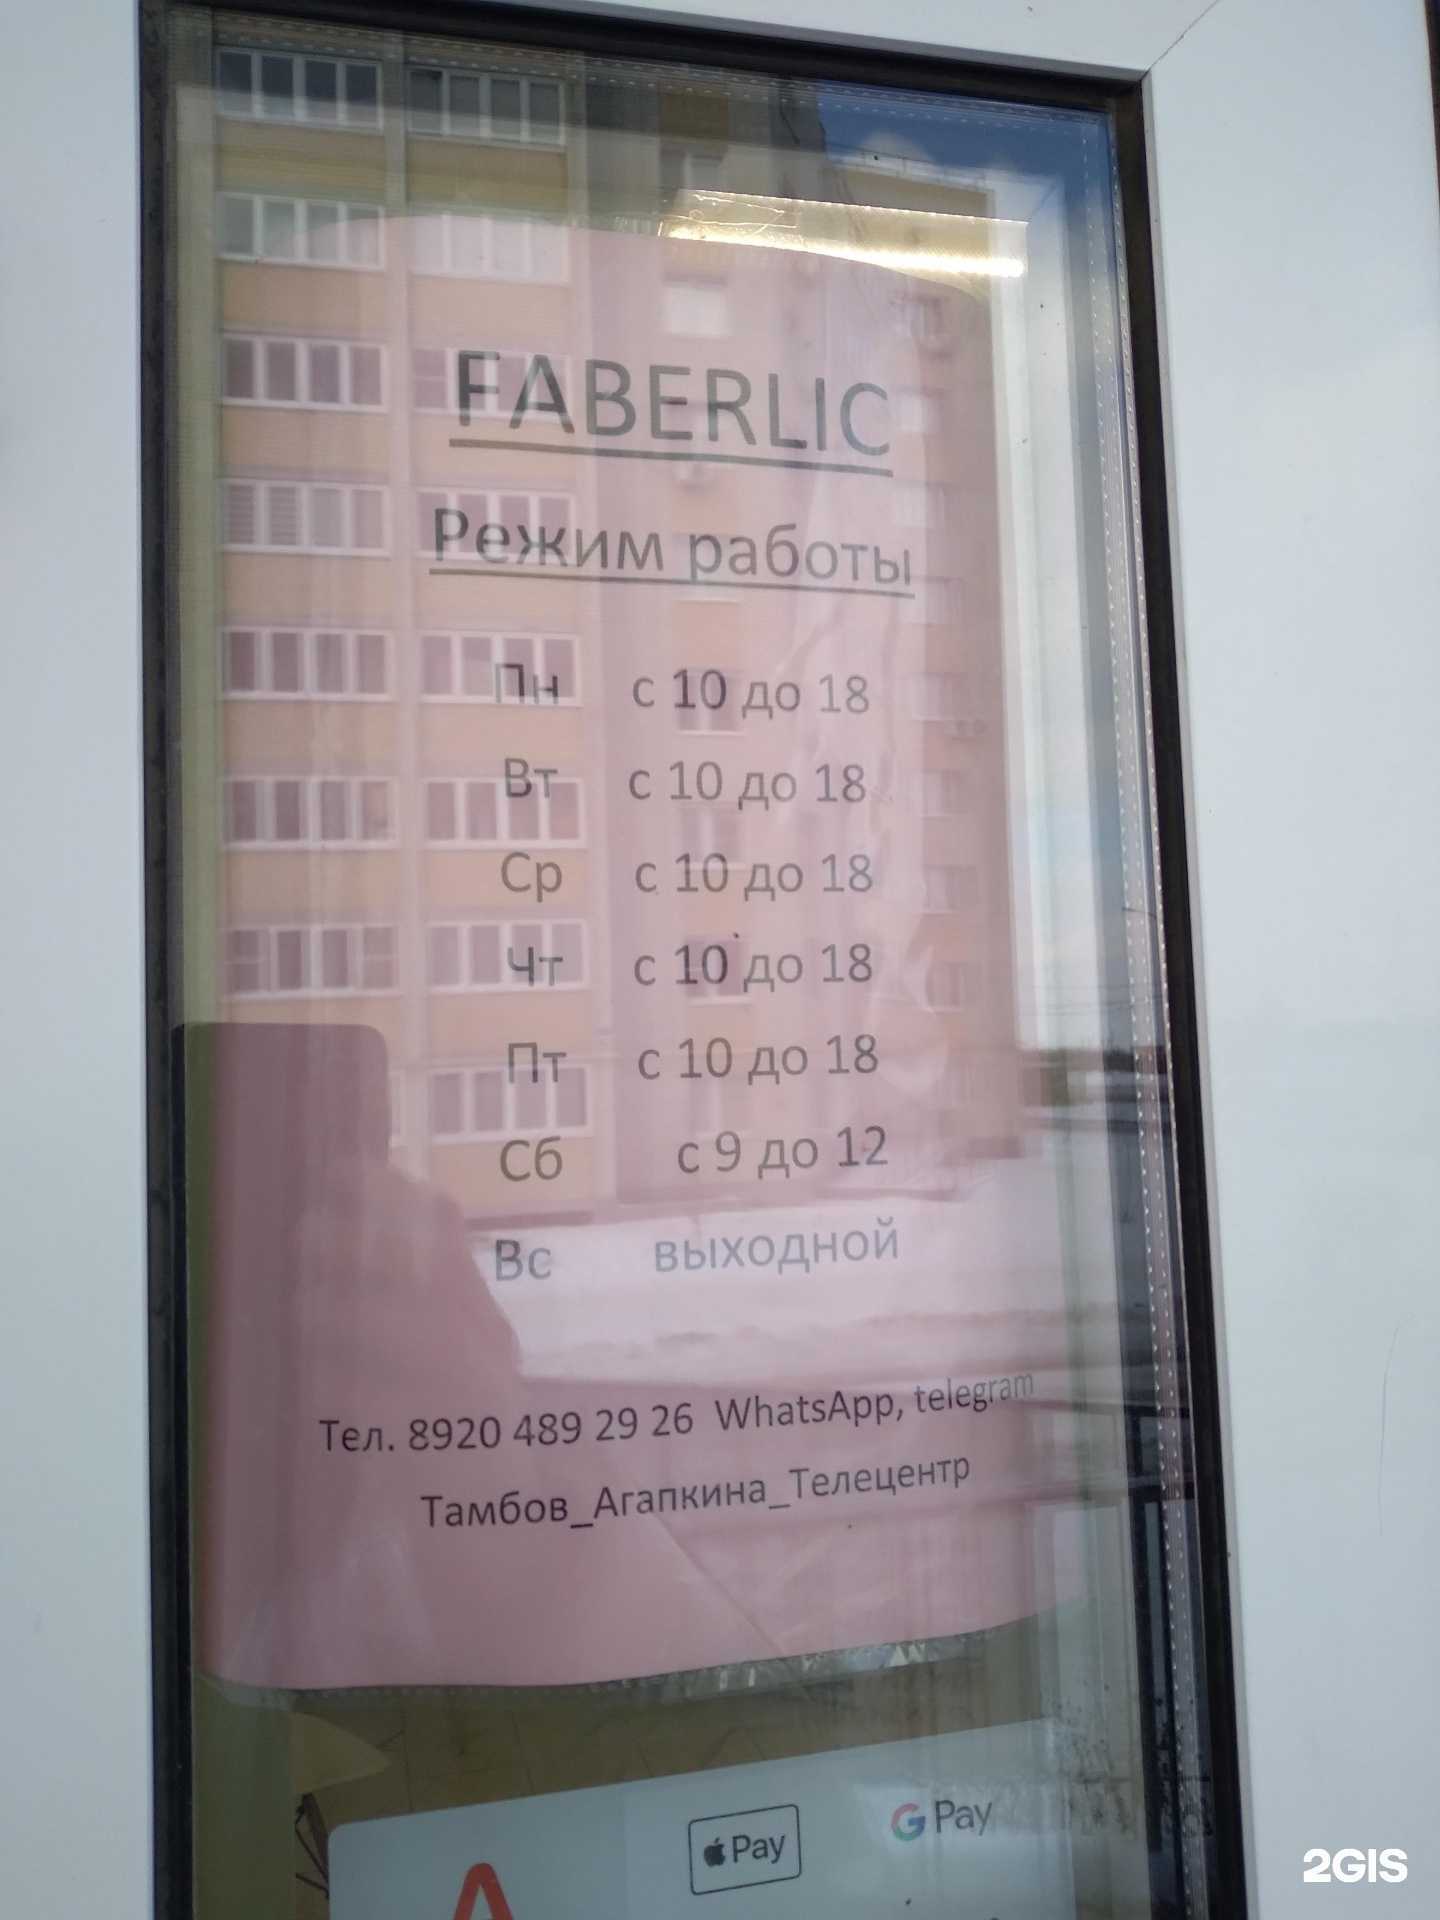 FABERLIC
Режим работы
Пн с 10 до 18
Вт с 10 до 18
Ср с 10 до 18
Чт с 10 до 18
Пт с 10 до 18
Сб с 9 до 12
Вс выходной
Тел. 8920 489 29 26 WhatsApp, telegram
Тамбов_Агапкина_Телецентр
G Pay
Pay
2GIS